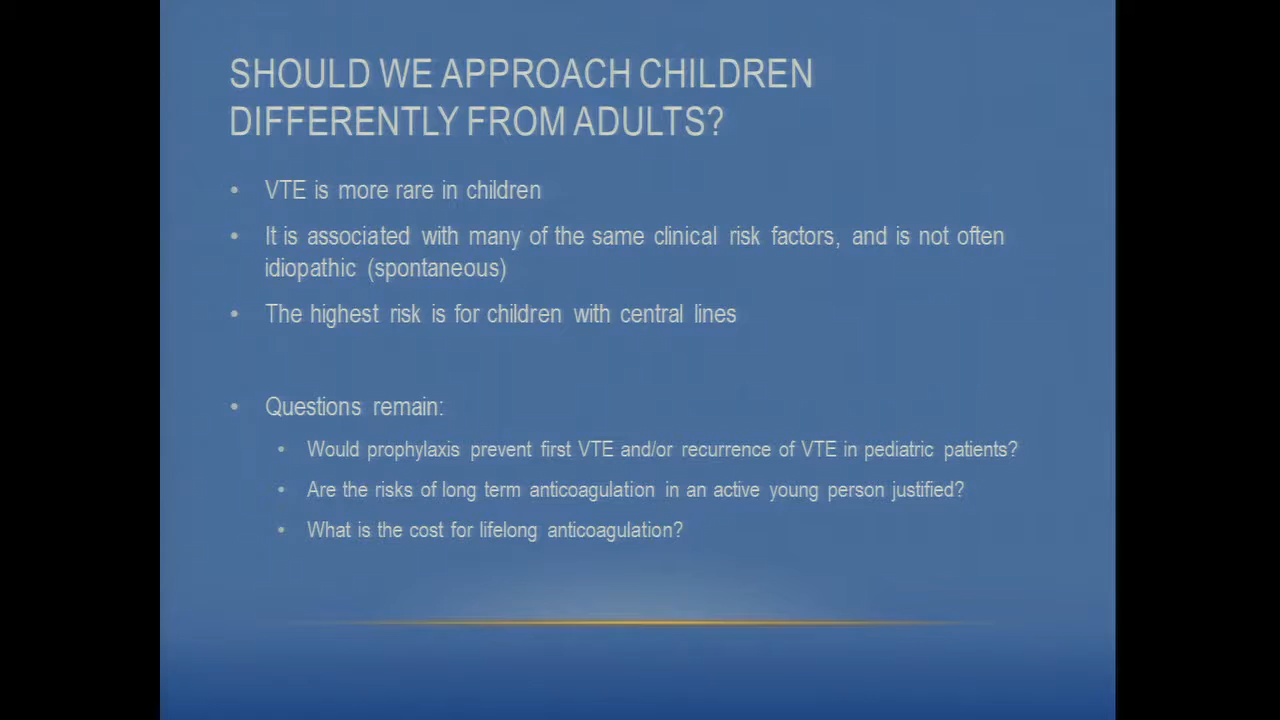 SHOULD WE APPROACH CHILDREN
DIFFERENTLY FROM ADULTS?
• VTE is more rare in children
• It is associated with many of the same clinical risk factors, and is not often
idiopathic (spontaneous)
• The highest risk is for children with central lines
• Questions remain:
• Would prophylaxis prevent first VTE and/or recurrence of VTE in pediatric patients?
• Are the risks of long term anticoagulation in an active young person justified?
• What is the cost for lifelong anticoagulation?